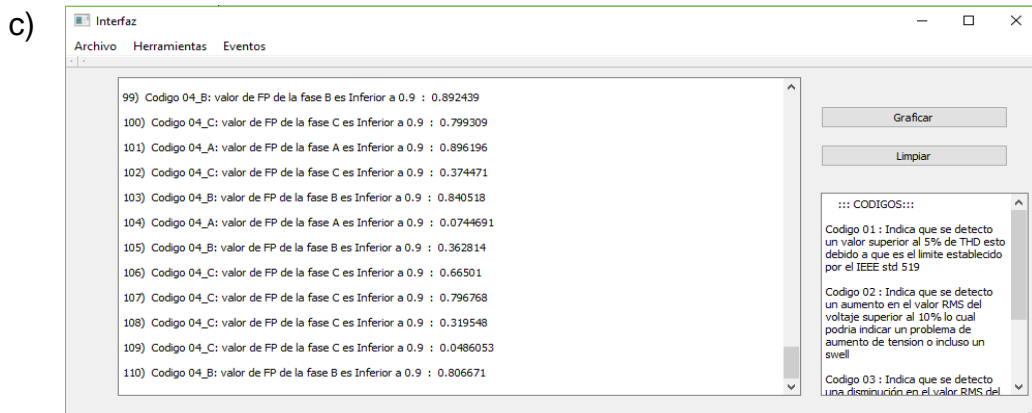 c)
Interfaz
Archivo Herramientas Eventos
99) Codigo 04_B: valor de FP de la fase B es Inferior a 0.9 : 0.892439
100) Codigo 04_C: valor de FP de la fase C es Inferior a 0.9 : 0.799309
101) Codigo 04_A: valor de FP de la fase A es Inferior a 0.9 : 0.896196
102) Codigo 04_C: valor de FP de la fase C es Inferior a 0.9 : 0.374471
103) Codigo 04_B: valor de FP de la fase B es Inferior a 0.9 : 0.840518
104) Codigo 04_A: valor de FP de la fase A es Inferior a 0.9 : 0.0744691
105) Codigo 04_B: valor de FP de la fase B es Inferior a 0.9 : 0.362814
106) Codigo 04_C: valor de FP de la fase C es Inferior a 0.9 : 0.66501
107) Codigo 04_C: valor de FP de la fase C es Inferior a 0.9 : 0.796768
108) Codigo 04_C: valor de FP de la fase C es Inferior a 0.9 : 0.319548
109) Codigo 04_C: valor de FP de la fase C es Inferior a 0.9 : 0.0486053
110) Codigo 04_B: valor de FP de la fase B es Inferior a 0.9 : 0.806671
Graficar
Limpiar
::: CODIGOS:::
Codigo 01 : Indica que se detecto
un valor superior al 5% de THD esto
debido a que es el limite establecido
por el IEEE std 519
Codigo 02 : Indica que se detecto
un aumento en el valor RMS del
voltaje superior al 10% lo cual
podria indicar un problema de
aumento de tension o incluso un
swell
Codigo 03 : Indica que se detecto
una disminución en el valor RMS del